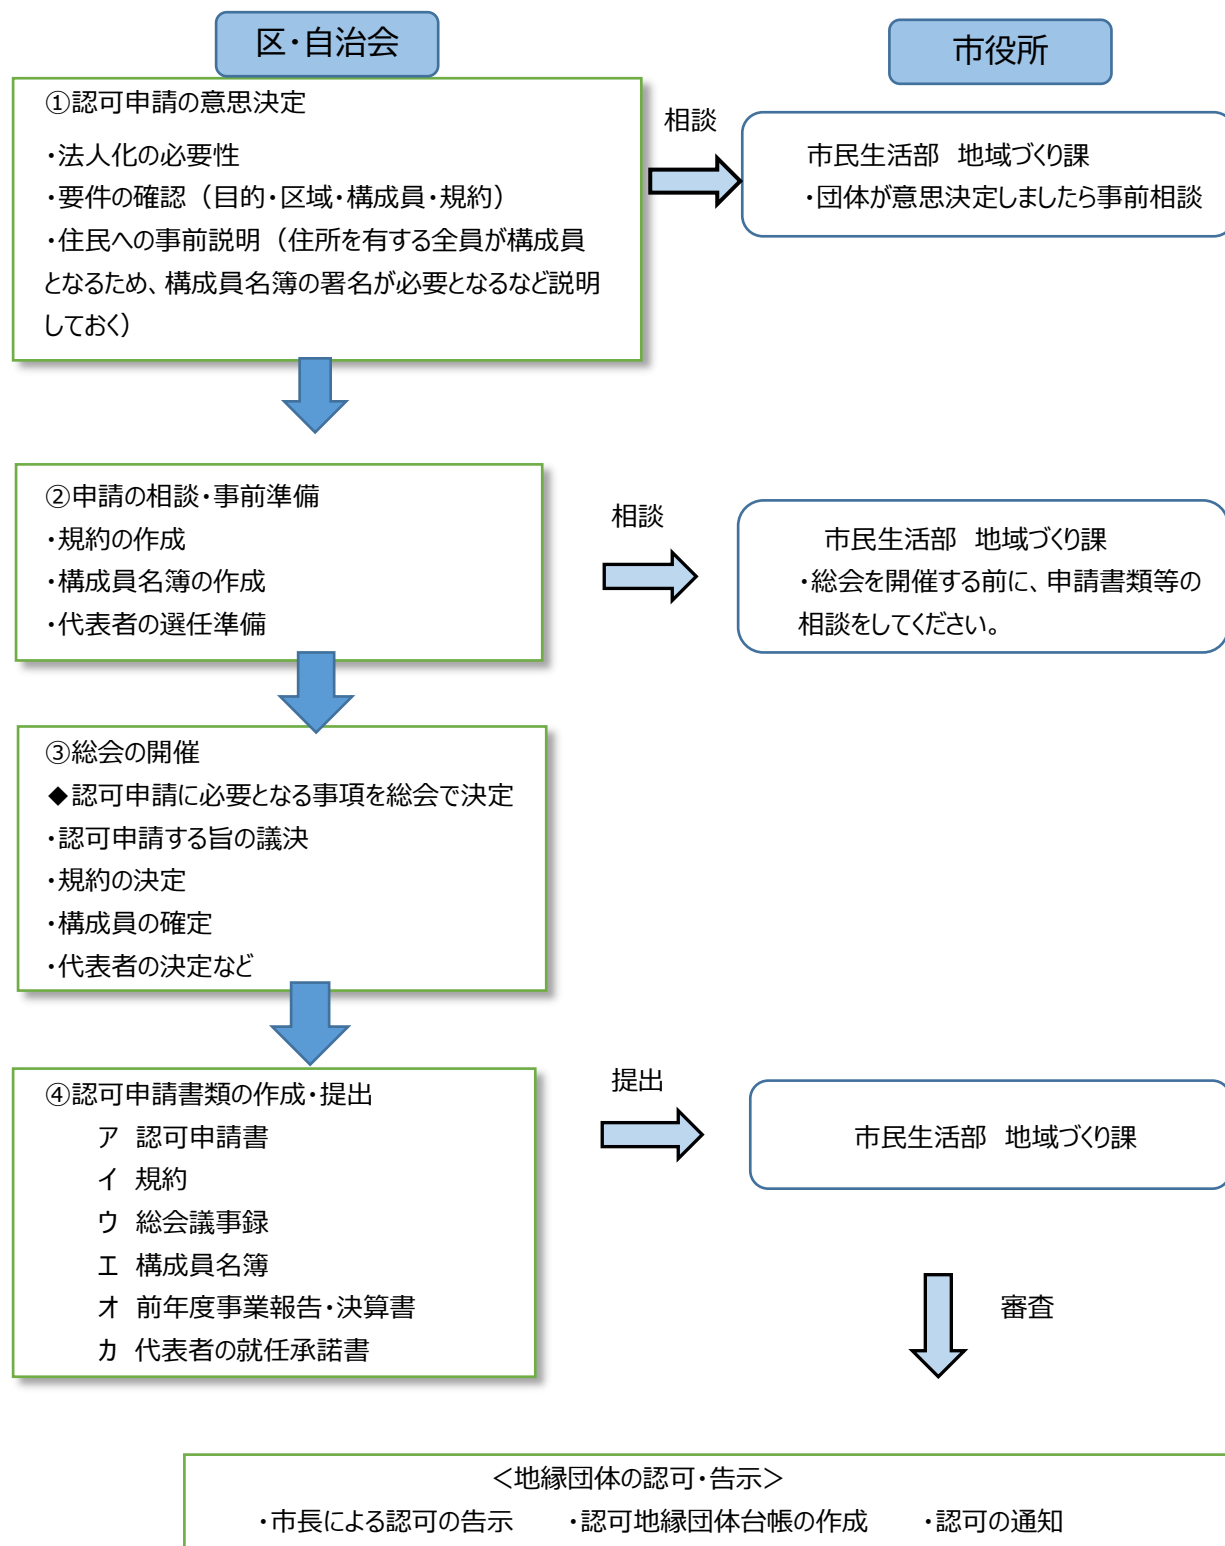 区・自治会
市役所
①認可申請の意思決定
・法人化の必要性
・要件の確認（目的・区域・構成員・規約）
・住民への事前説明（住所を有する全員が構成員
となるため、構成員名簿の署名が必要となるなど説明
しておく）
相談
市民生活部 地域づくり課
・団体が意思決定しましたら事前相談
②申請の相談・事前準備
・規約の作成
・構成員名簿の作成
・代表者の選任準備
相談
市民生活部 地域づくり課
・総会を開催する前に、申請書類等の
相談をしてください。
③総会の開催
◆認可申請に必要となる事項を総会で決定
・認可申請する旨の議決
・規約の決定
・構成員の確定
・代表者の決定など
④認可申請書類の作成・提出
ア 認可申請書
イ 規約
ウ 総会議事録
エ 構成員名簿
オ 前年度事業報告・決算書
カ 代表者の就任承諾書
提出
市民生活部 地域づくり課
審査
＜地縁団体の認可・告示＞
・市長による認可の告示 ・認可地縁団体台帳の作成 ・認可の通知